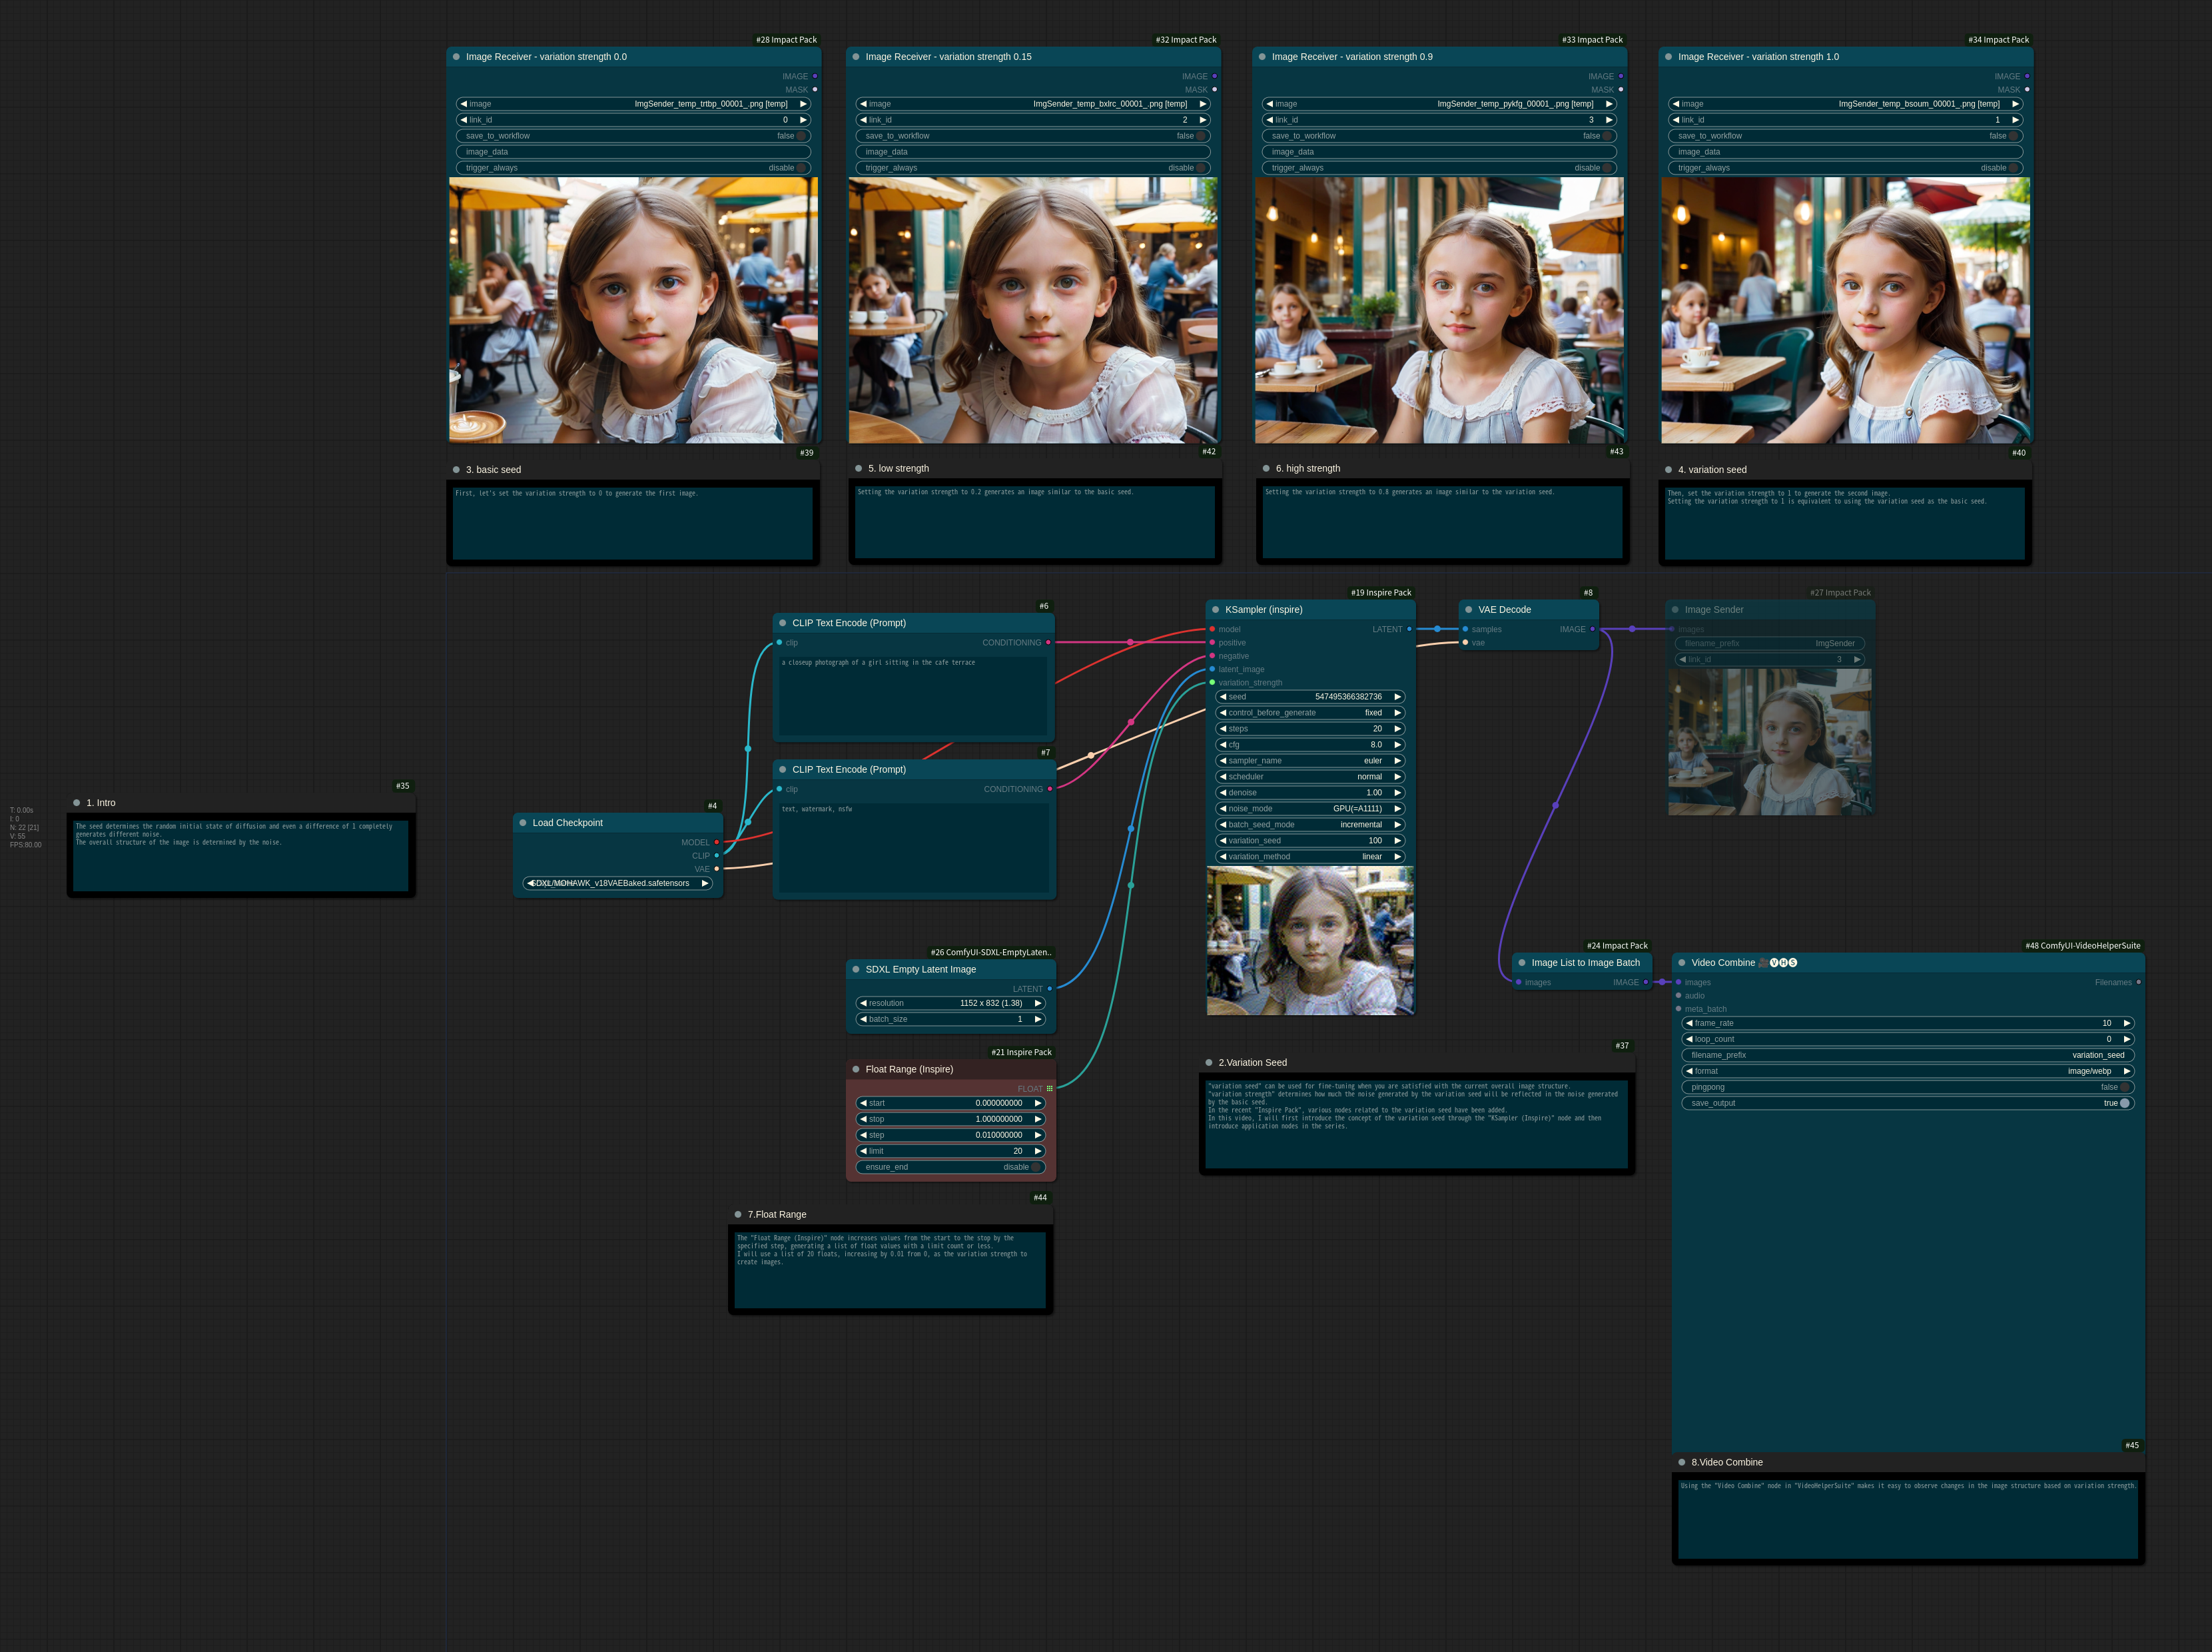 #28 Impact Pack
Image Receiver - variation strength 0.0
IMAGE
MASK
image ImgSender_temp_trtbp_00001_.png [temp]
link_id 0
save_to_workflow false
image_data
trigger_always disable
#32 Impact Pack
Image Receiver - variation strength 0.15
IMAGE
MASK
image ImgSender_temp_bxlrc_00001_.png [temp]
link_id 2
save_to_workflow false
image_data
trigger_always disable
#33 Impact Pack
Image Receiver - variation strength 0.9
IMAGE
MASK
image ImgSender_temp_pykfg_00001_.png [temp]
link_id 3
save_to_workflow false
image_data
trigger_always disable
#34 Impact Pack
Image Receiver - variation strength 1.0
IMAGE
MASK
image ImgSender_temp_bsoum_00001_.png [temp]
link_id 1
save_to_workflow false
image_data
trigger_always disable
#39
3. basic seed
First, let's set the variation strength to 0 to generate the first image.
#42
5. low strength
Setting the variation strength to 0.2 generates an image similar to the basic seed.
#43
6. high strength
Setting the variation strength to 0.8 generates an image similar to the variation seed.
#40
4. variation seed
Then, set the variation strength to 1 to generate the second image.
Setting the variation strength to 1 is equivalent to using the variation seed as the basic seed.
#35
1. Intro
The seed determines the random initial state of diffusion and even a difference of 1 completely
generates different noise.
The overall structure of the image is determined by the noise.
T: 0.00s
I: 0
N: 22 [21]
V: 55
FPS:80.00
#4
Load Checkpoint
MODEL
CLIP
VAE
SDXL/MOHAWK_v18VAEBaked.safetensors
#6
CLIP Text Encode (Prompt)
clip CONDITIONING
a closeup photograph of a girl sitting in the cafe terrace
#7
CLIP Text Encode (Prompt)
clip CONDITIONING
text, watermark, nsfw
#26 ComfyUI-SDXL-EmptyLaten..
SDXL Empty Latent Image
LATENT
resolution 1152 x 832 (1.38)
batch_size 1
#21 Inspire Pack
Float Range (Inspire)
FLOAT
start 0.000000000
stop 1.000000000
step 0.010000000
limit 20
ensure_end disable
#44
7.Float Range
The "Float Range (Inspire)" node increases values from the start to the stop by the
specified step, generating a list of float values with a limit count or less.
I will use a list of 20 floats, increasing by 0.01 from 0, as the variation strength to
create images.
#19 Inspire Pack
KSampler (inspire)
model LATENT
positive
negative
latent_image
variation_strength
seed 547495366382736
control_before_generate fixed
steps 20
cfg 8.0
sampler_name euler
scheduler normal
denoise 1.00
noise_mode GPU(=A1111)
batch_seed_mode incremental
variation_seed 100
variation_method linear
#37
2.Variation Seed
"variation seed" can be used for fine-tuning when you are satisfied with the current overall image structure.
"variation strength" determines how much the noise generated by the variation seed will be reflected in the noise generated
by the basic seed.
In the recent "Inspire Pack", various nodes related to the variation seed have been added.
In this video, I will first introduce the concept of the variation seed through the "KSampler (Inspire)" node and then
introduce application nodes in the series.
#8
VAE Decode
samples IMAGE
vae
#27 Impact Pack
Image Sender
images
filename_prefix ImgSender
link_id 3
#24 Impact Pack
Image List to Image Batch
images IMAGE
#48 ComfyUI-VideoHelperSuite
Video Combine 🎥🅥🅗🅢
images Filenames
audio
meta_batch
frame_rate 10
loop_count 0
filename_prefix variation_seed
format image/webp
pingpong false
save_output true
#45
8.Video Combine
Using the "Video Combine" node in "VideoHelperSuite" makes it easy to observe changes in the image structure based on variation strength.